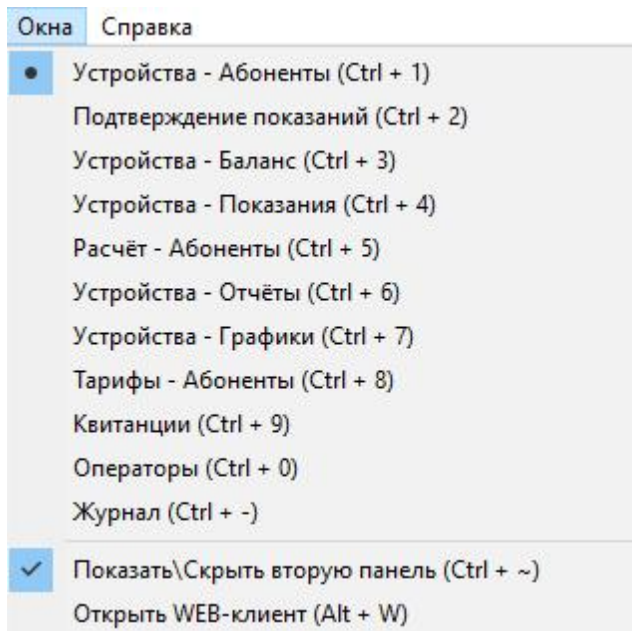 Окна Справка
Устройства - Абоненты (Ctrl + 1)
Подтверждение показаний (Ctrl + 2)
Устройства - Баланс (Ctrl + 3)
Устройства - Показания (Ctrl + 4)
Расчёт - Абоненты (Ctrl + 5)
Устройства - Отчёты (Ctrl + 6)
Устройства - Графики (Ctrl + 7)
Тарифы - Абоненты (Ctrl + 8)
Квитанции (Ctrl + 9)
Операторы (Ctrl + 0)
Журнал (Ctrl + -)
Показать\Скрыть вторую панель (Ctrl + ~)
Открыть WEB-клиент (Alt + W)